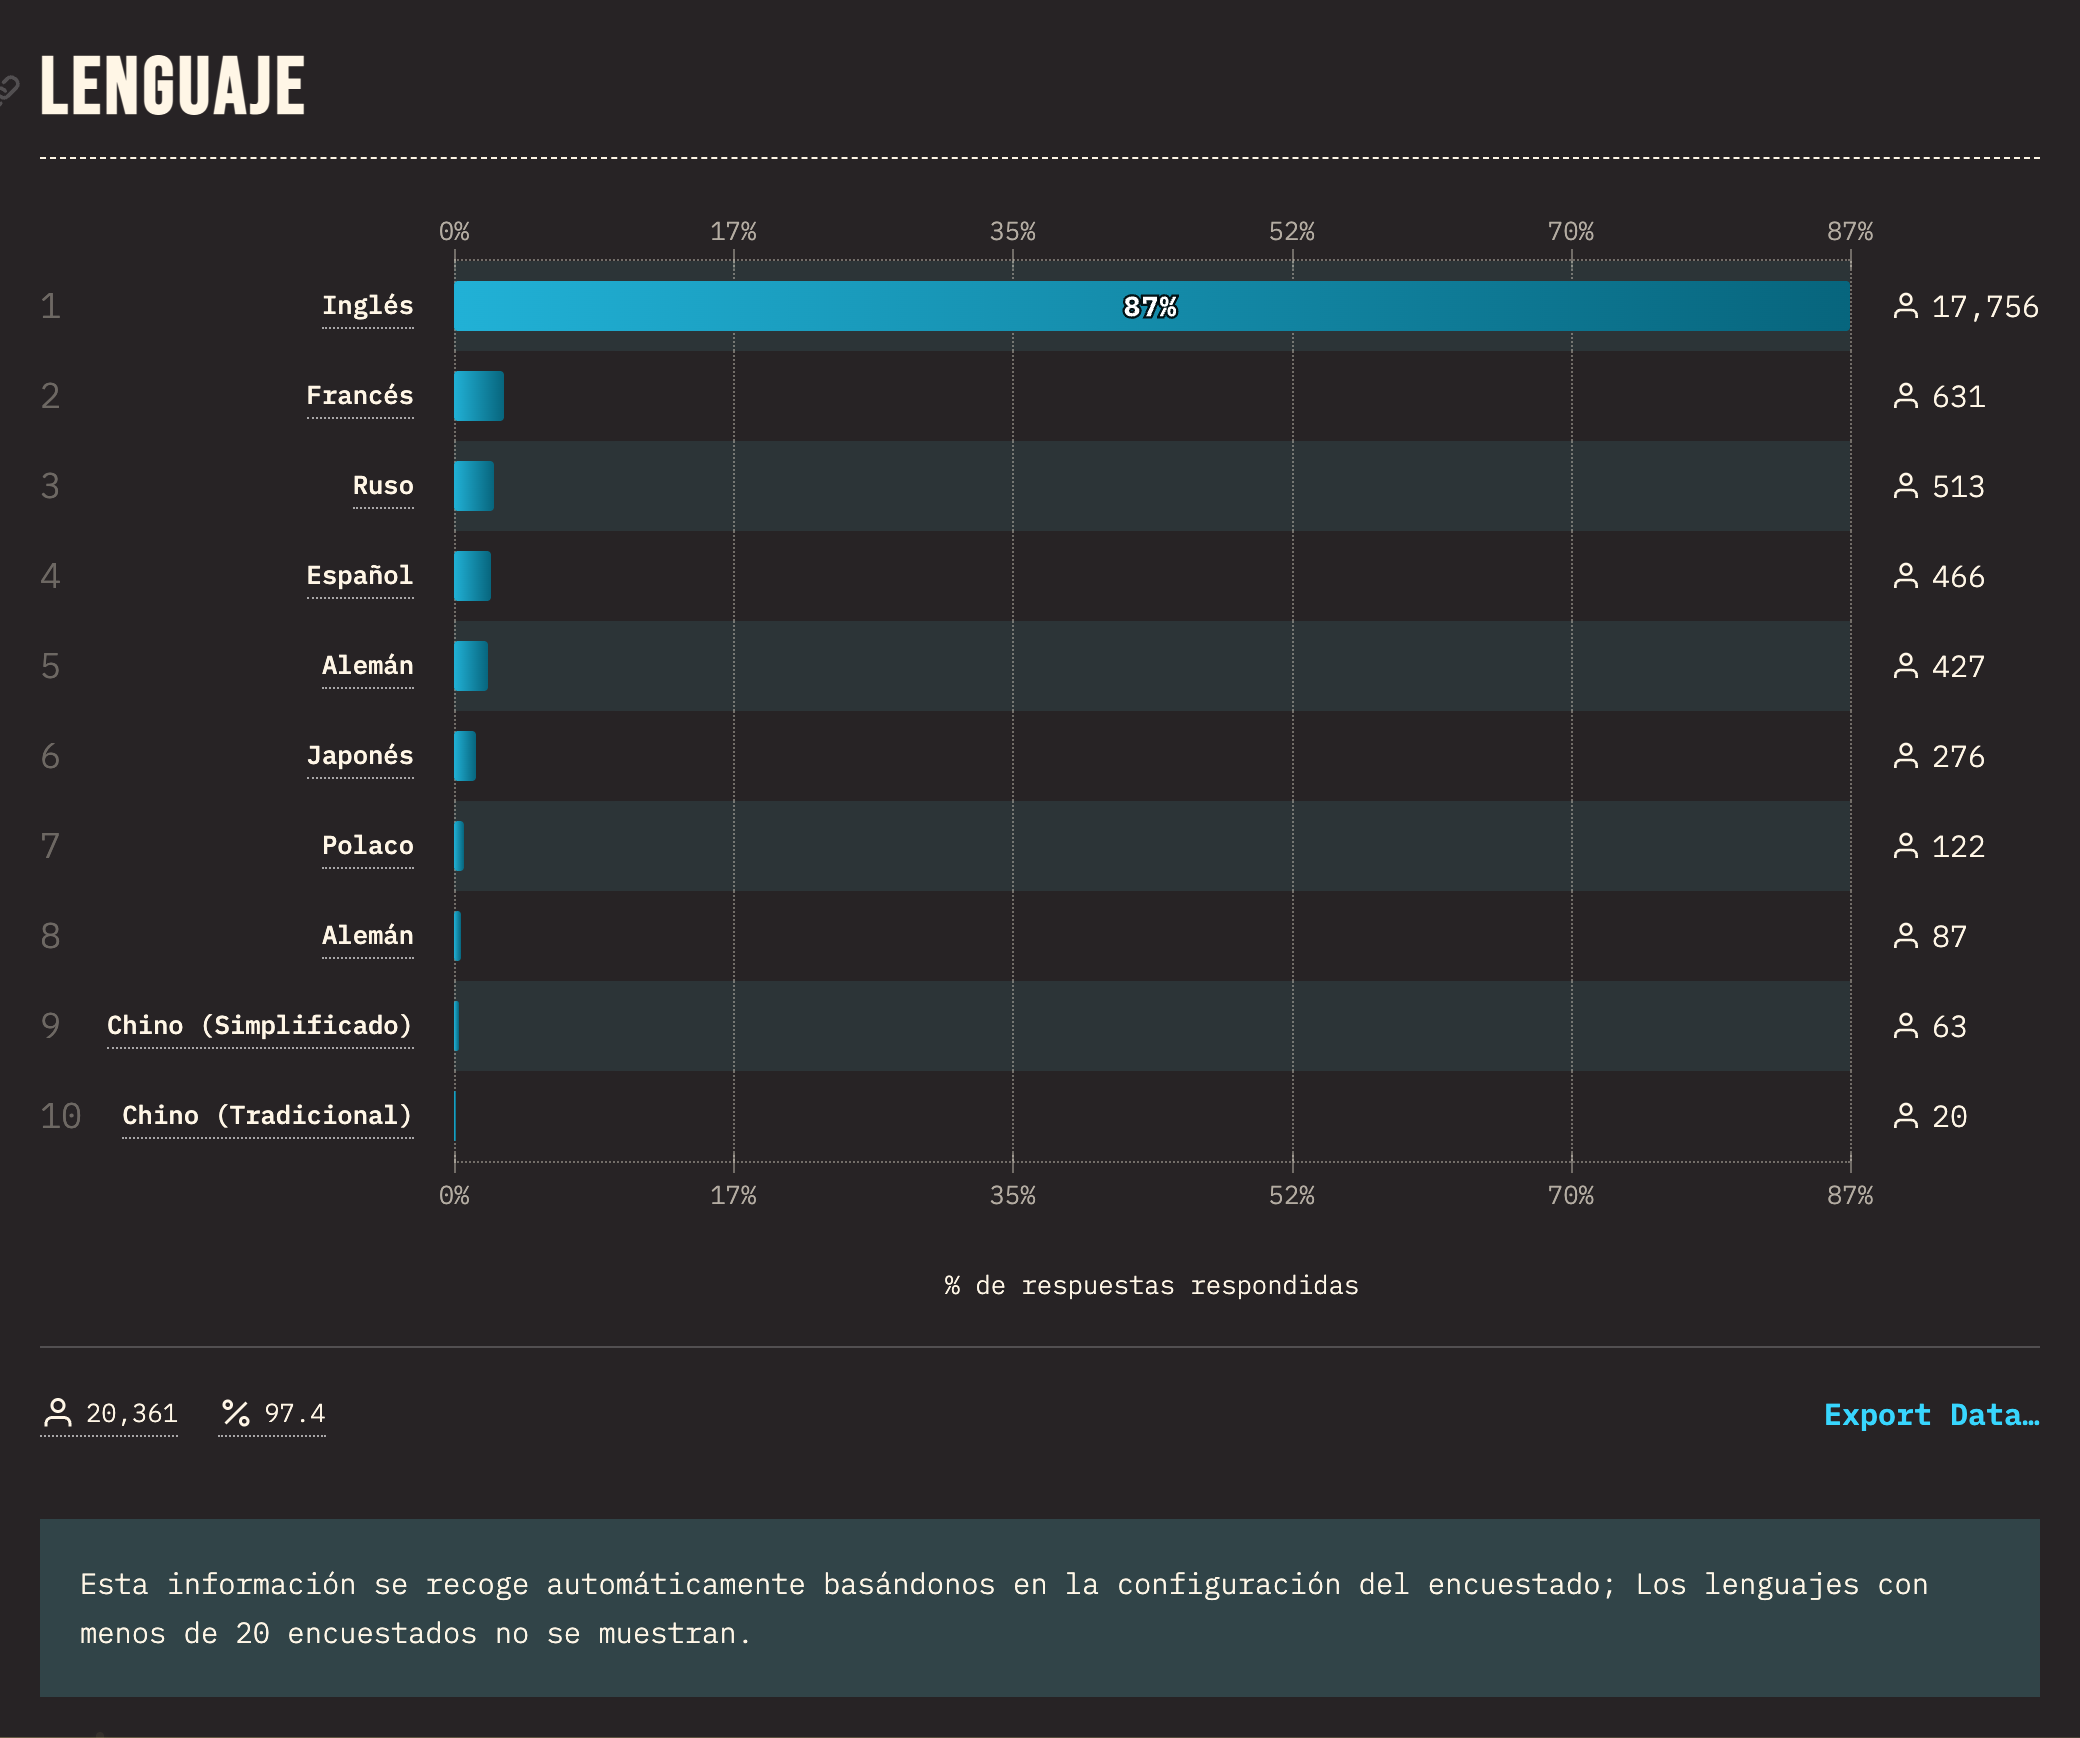 LENGUAJE
0% 17% 35% 52% 70% 87%
1 Inglés 87% 17,756
2 Francés 631
3 Ruso 513
4 Español 466
5 Alemán 427
6 Japonés 276
7 Polaco 122
8 Alemán 87
9 Chino (Simplificado) 63
10 Chino (Tradicional) 20
0% 17% 35% 52% 70% 87%
% de respuestas respondidas
20,361 % 97.4 Export Data…
Esta información se recoge automáticamente basándonos en la configuración del encuestado; Los lenguajes con
menos de 20 encuestados no se muestran.